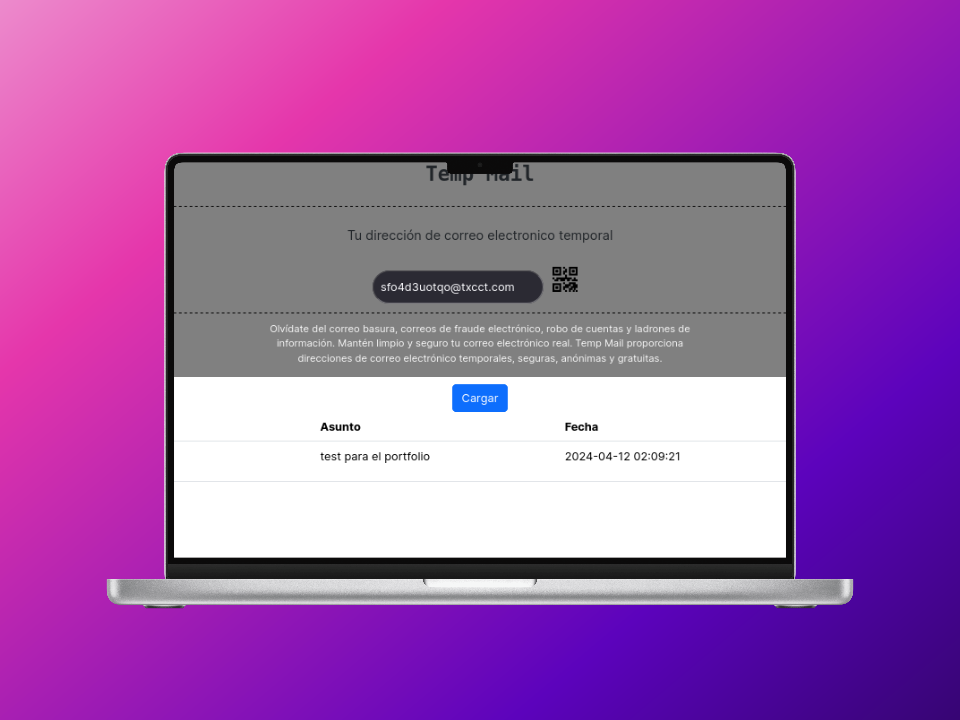 Temp Mail
Tu dirección de correo electronico temporal
sfo4d3uotqo@txcct.com
Olvídate del correo basura, correos de fraude electrónico, robo de cuentas y ladrones de
información. Mantén limpio y seguro tu correo electrónico real. Temp Mail proporciona
direcciones de correo electrónico temporales, seguras, anónimas y gratuitas.
Cargar
Asunto Fecha
test para el portfolio 2024-04-12 02:09:21